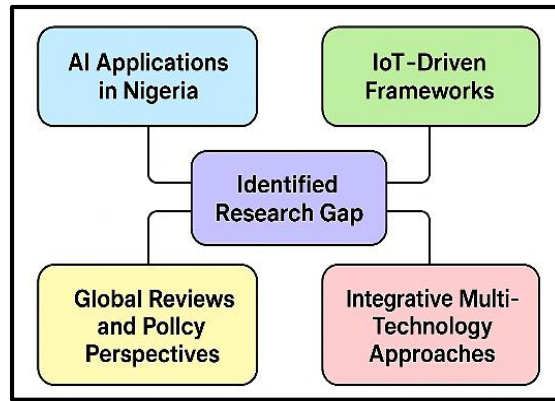 AI Applications
in Nigeria
IoT-Driven
Frameworks
Identified
Research Gap
Global Reviews
and Pollcy
Perspectives
Integrative Multi-
Technology
Approaches